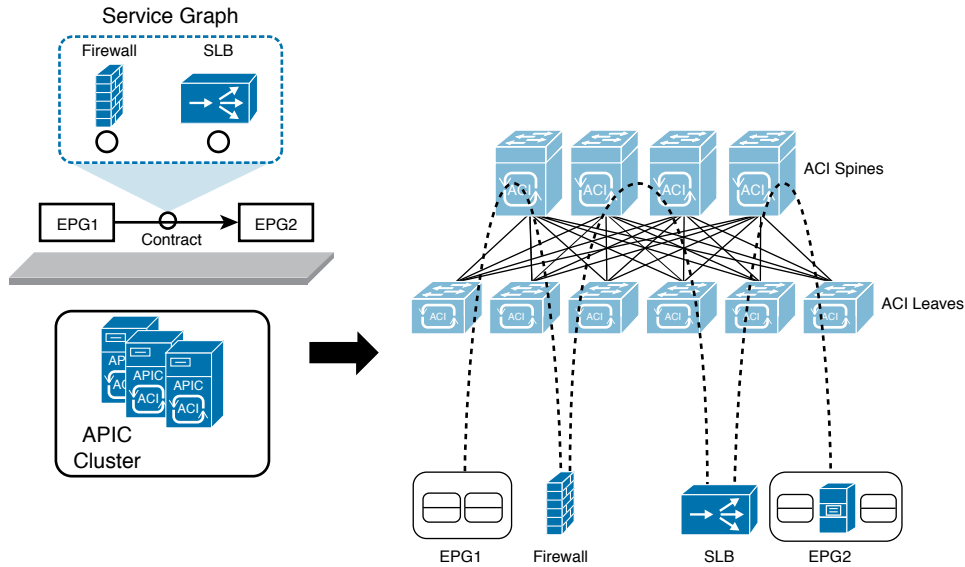 Service Graph
Firewall
SLB
EPG1
EPG2
Contract
APIC
ACI
APIC
ACI
APIC
ACI
APIC
Cluster
ACI
ACI
ACI
ACI
ACI Spines
ACI
ACI
ACI
ACI
ACI
ACI
ACI Leaves
EPG1
Firewall
SLB
EPG2